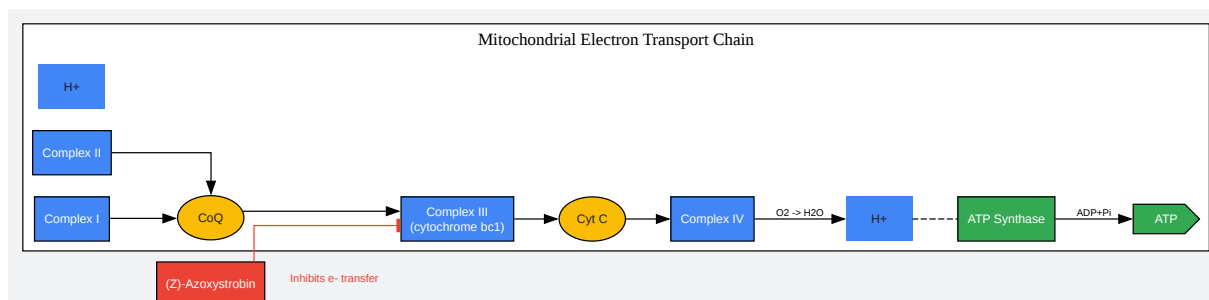 Mitochondrial Electron Transport Chain
H+
Complex II
Complex I
CoQ
Complex III
(cytochrome bc1)
Cyt C
Complex IV
O2 -> H2O
H+
ATP Synthase
ADP+Pi
ATP
(Z)-Azoxystrobin
Inhibits e- transfer